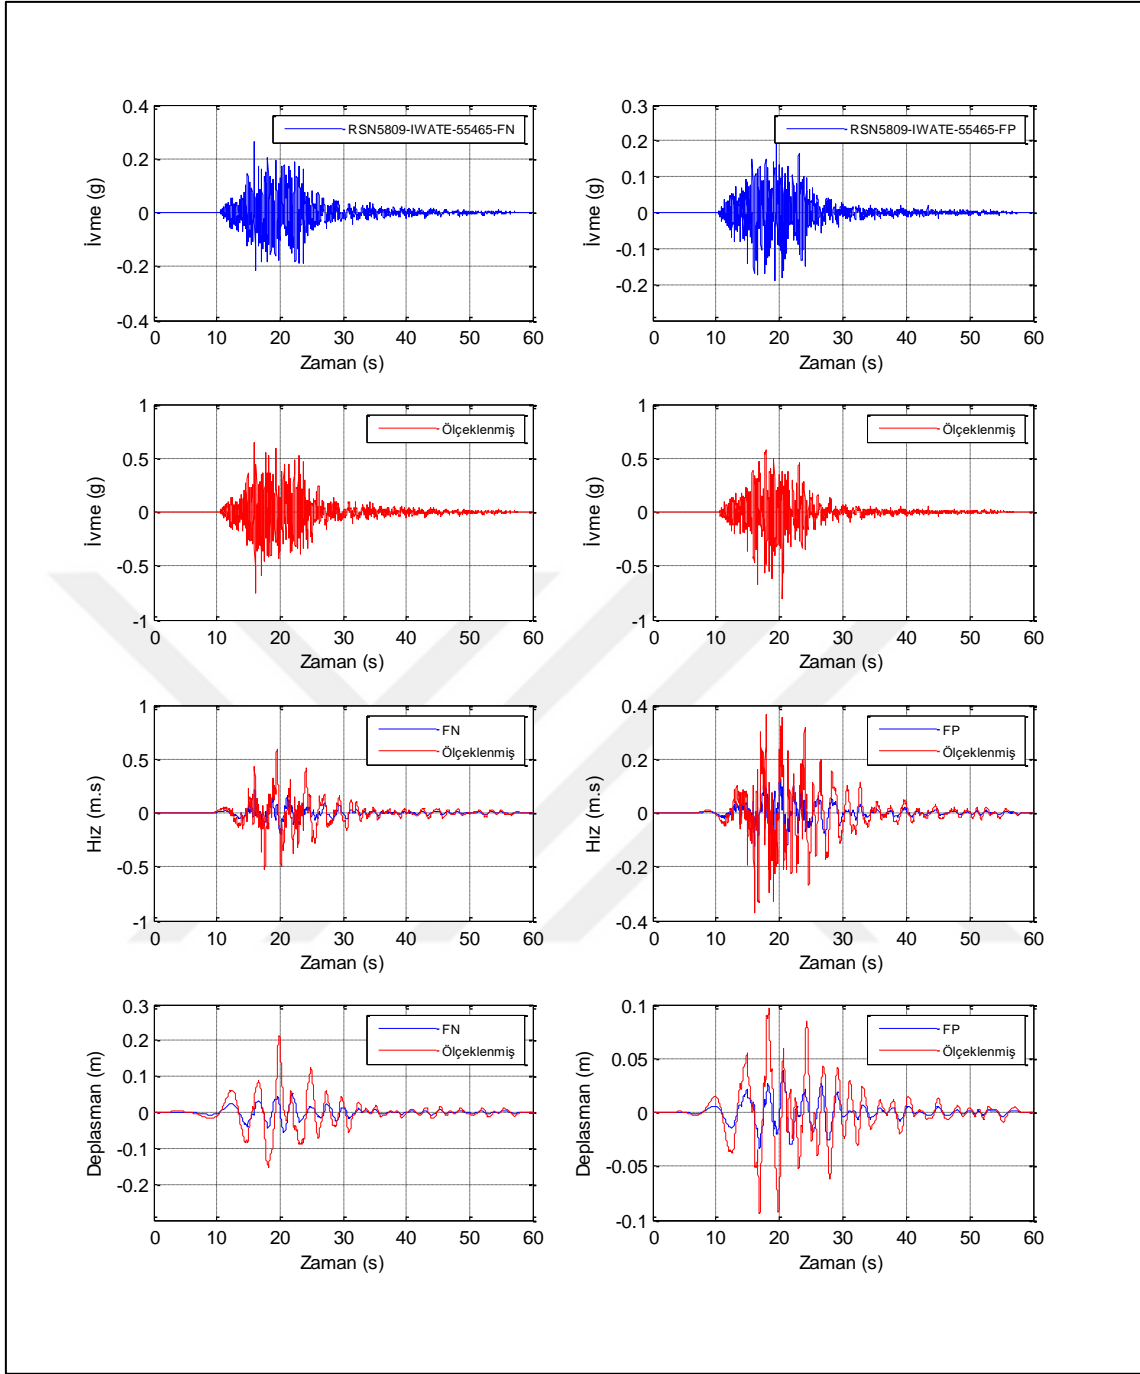 0.4
0.2
0
-0.2
-0.4
İvme (g)
RSN5809-IWATE-55465-FN
0 10 20 30 40 50 60
Zaman (s)
0.3
0.2
0.1
0
-0.1
-0.2
İvme (g)
RSN5809-IWATE-55465-FP
0 10 20 30 40 50 60
Zaman (s)
1
0.5
0
-0.5
-1
İvme (g)
Ölçeklenmiş
0 10 20 30 40 50 60
Zaman (s)
1
0.5
0
-0.5
-1
İvme (g)
Ölçeklenmiş
0 10 20 30 40 50 60
Zaman (s)
1
0.5
0
-0.5
-1
Hız (m.s)
FN
Ölçeklenmiş
0 10 20 30 40 50 60
Zaman (s)
0.4
0.2
0
-0.2
-0.4
Hız (m.s)
FP
Ölçeklenmiş
0 10 20 30 40 50 60
Zaman (s)
0.3
0.2
0.1
0
-0.1
-0.2
Deplasman (m)
FN
Ölçeklenmiş
0 10 20 30 40 50 60
Zaman (s)
0.1
0.05
0
-0.05
-0.1
Deplasman (m)
FP
Ölçeklenmiş
0 10 20 30 40 50 60
Zaman (s)